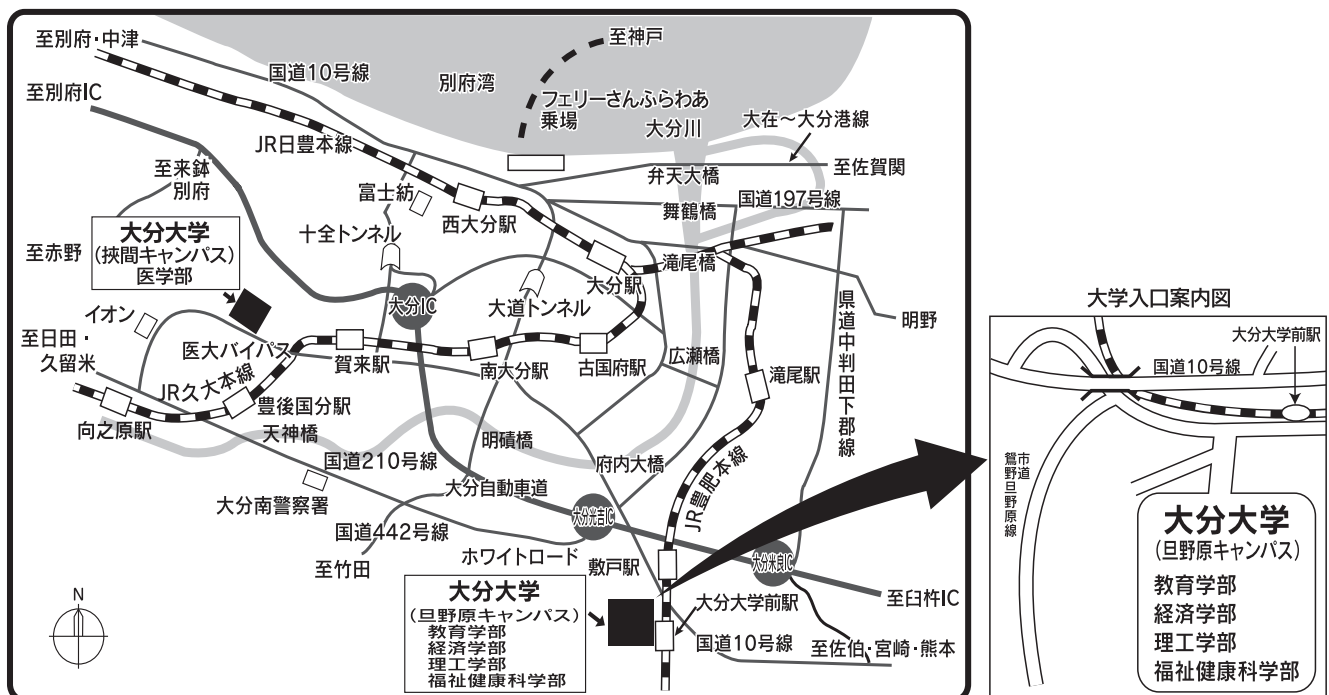 至別府・中津
国道10号線
至別府IC
JR日豊本線
別府湾
至神戸
フェリーさんふらわあ
乗場
大分川
大在～大分港線
至佐賀関
弁天大橋
国道197号線
舞鶴橋
至来鉢
別府
富士紡
西大分駅
大分大学
(挾間キャンパス)
医学部
至赤野
十全トンネル
大分駅
滝尾橋
大分IC
大道トンネル
イオン
至日田・
久留米
医大バイパス
賀来駅
南大分駅
古国府駅
広瀬橋
滝尾駅
県道中判田下郡線
明野
JR久大本線
豊後国分駅
向之原駅
天神橋
明磧橋
国道210号線
府内大橋
大分自動車道
大分南警察署
大分光吉IC
JR豊肥本線
国道442号線
ホワイトロード
至竹田
敷戸駅
大分米良IC
至臼杵IC
大分大学
(旦野原キャンパス)
教育学部
経済学部
理工学部
福祉健康科学部
大分大学前駅
国道10号線
至佐伯・宮崎・熊本
N
大学入口案内図
大分大学前駅
国道10号線
市道
鴛野旦野原線
大分大学
(旦野原キャンパス)
教育学部
経済学部
理工学部
福祉健康科学部